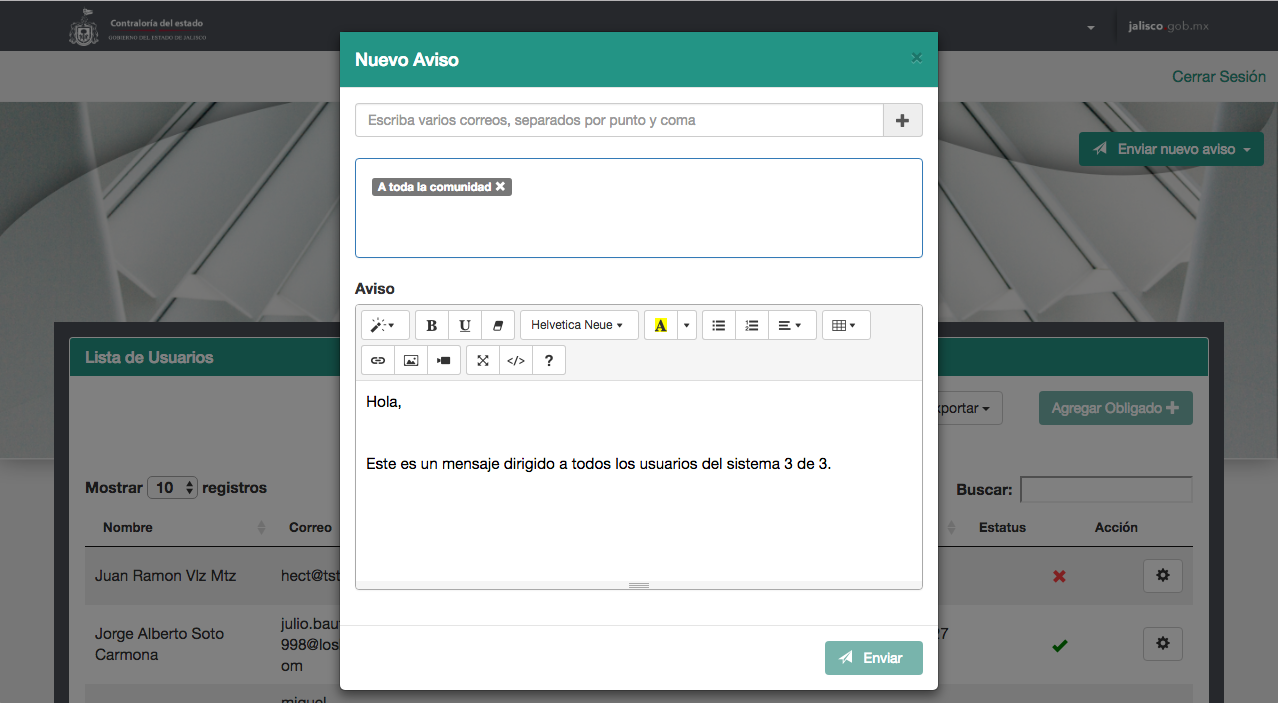 Contraloría del estado
GOBIERNO DEL ESTADO DE JALISCO
jalisco gob.mx
Cerrar Sesión
Enviar nuevo aviso
Nuevo Aviso
×
Escriba varios correos, separados por punto y coma
A toda la comunidad
Aviso
B U Helvetica Neue A
</> ?
Hola,
Este es un mensaje dirigido a todos los usuarios del sistema 3 de 3.
Enviar
Lista de Usuarios
portar
Agregar Obligado
Mostrar 10 registros
Buscar:
Nombre Correo Estatus Acción
Juan Ramon Vlz Mtz hect@tst
Jorge Alberto Soto
Carmona
julio.bau
998@los
om
27
miguel